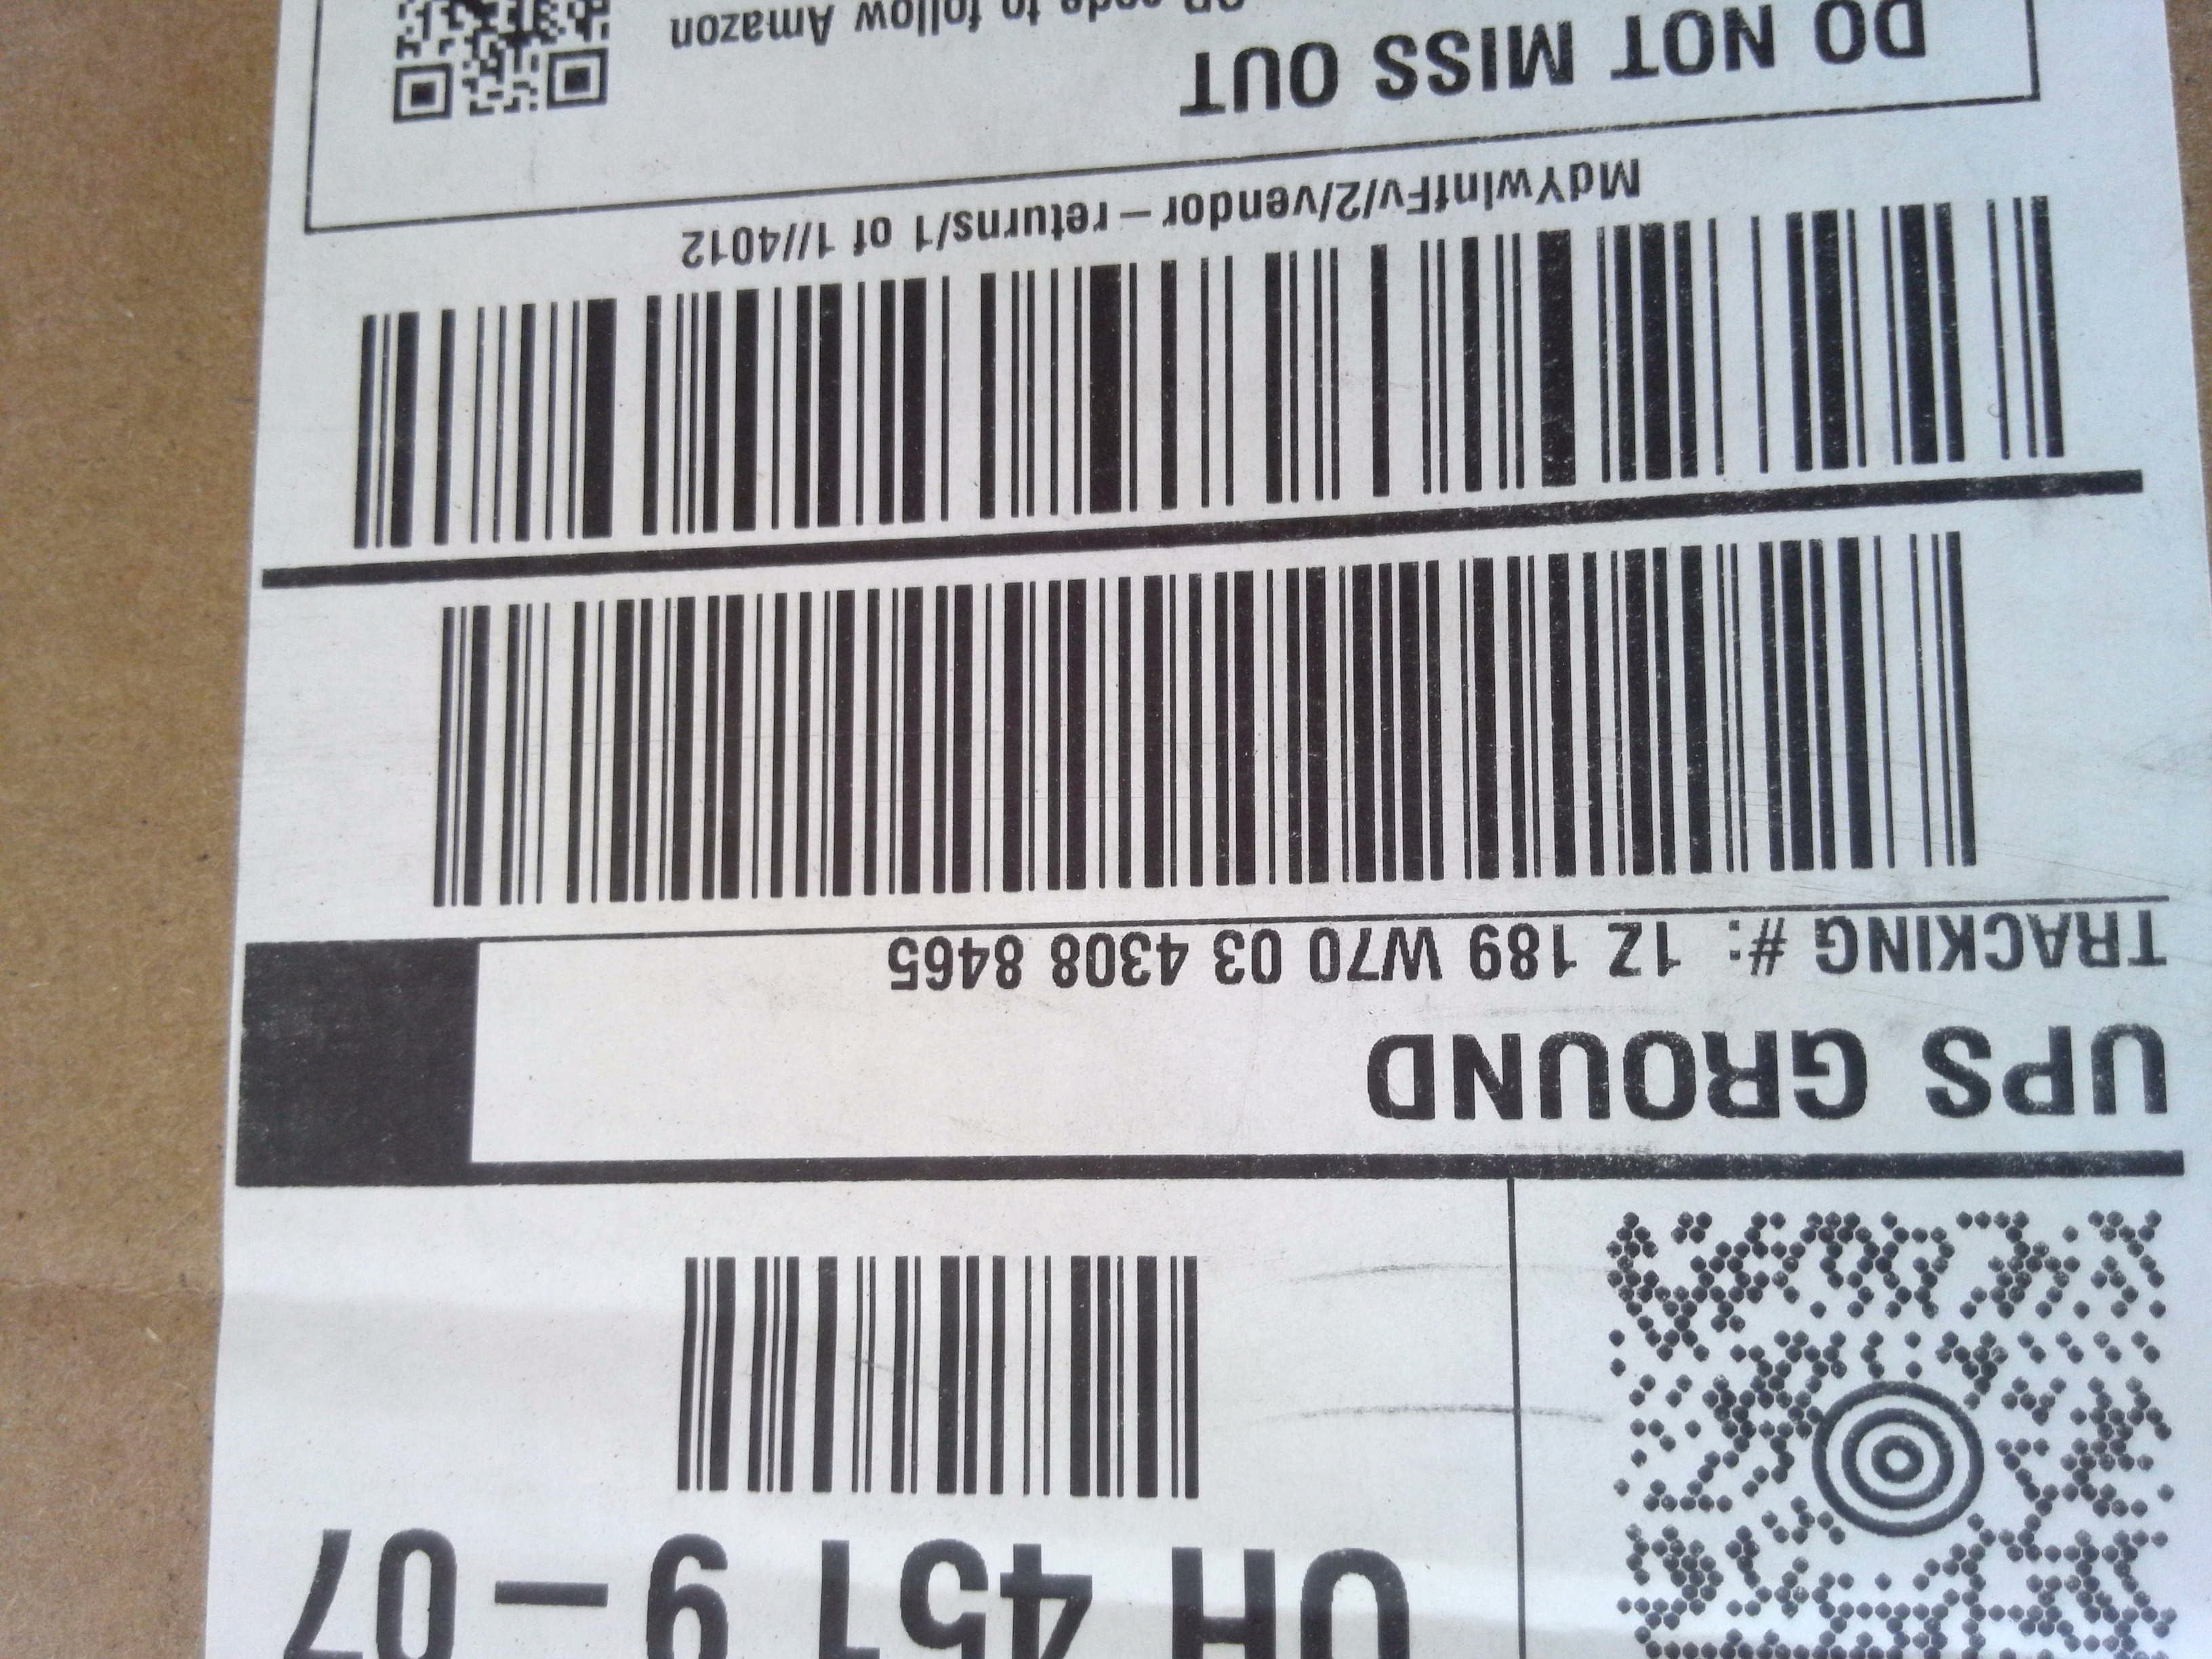 OH 451 9 – 07
UPS GROUND
TRACKING #: 1Z 189 W70 03 4308 8465
MdYwlnfFv/2/vendor – returns/1 of 1//4012
DO NOT MISS OUT
QR code to follow Amazon